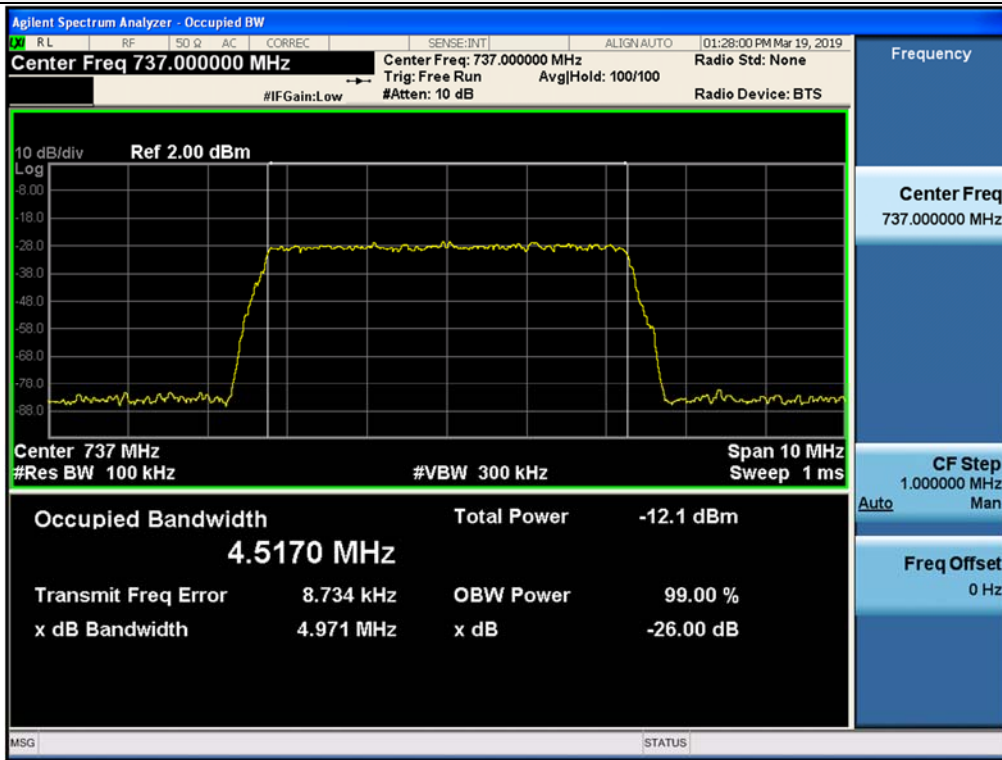 Agilent Spectrum Analyzer - Occupied BW
LXI RL RF 50 Ω AC CORREC SENSE:INT ALIGNAUTO 01:28:00 PM Mar 19, 2019
Center Freq 737.000000 MHz
Center Freq: 737.000000 MHz Radio Std: None
Trig: Free Run Avg|Hold: 100/100
#IFGain:Low #Atten: 10 dB Radio Device: BTS
10 dB/div Ref 2.00 dBm
Log
-8.00
-18.0
-28.0
-38.0
-48.0
-58.0
-68.0
-78.0
-88.0
Center 737 MHz Span 10 MHz
#Res BW 100 kHz #VBW 300 kHz Sweep 1 ms
Occupied Bandwidth Total Power -12.1 dBm
4.5170 MHz
Transmit Freq Error 8.734 kHz OBW Power 99.00 %
x dB Bandwidth 4.971 MHz x dB -26.00 dB
Frequency
Center Freq
737.000000 MHz
CF Step
1.000000 MHz
Auto Man
Freq Offset
0 Hz
MSG STATUS